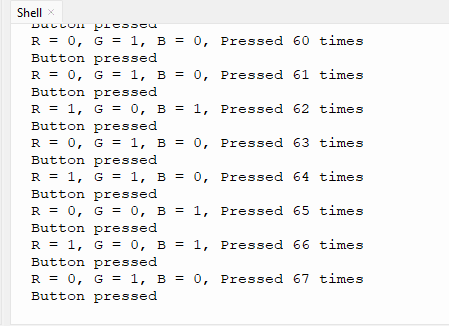 Shell ×
Button pressed
R = 0, G = 1, B = 0, Pressed 60 times
Button pressed
R = 0, G = 1, B = 0, Pressed 61 times
Button pressed
R = 1, G = 0, B = 1, Pressed 62 times
Button pressed
R = 0, G = 1, B = 0, Pressed 63 times
Button pressed
R = 1, G = 1, B = 0, Pressed 64 times
Button pressed
R = 0, G = 0, B = 1, Pressed 65 times
Button pressed
R = 1, G = 0, B = 1, Pressed 66 times
Button pressed
R = 0, G = 1, B = 0, Pressed 67 times
Button pressed